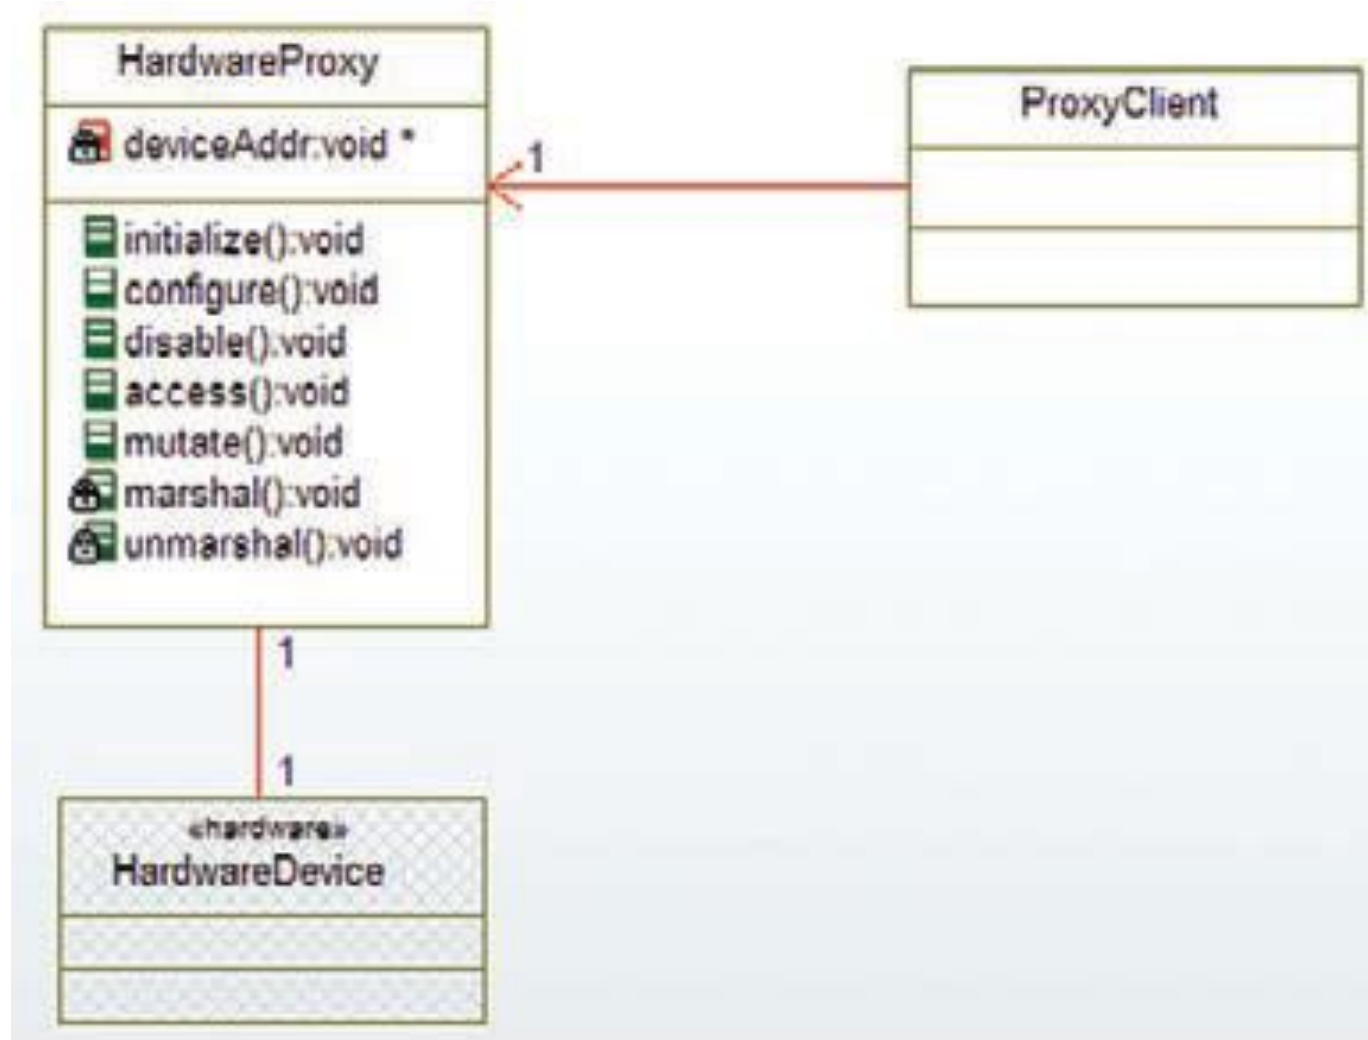 HardwareProxy
deviceAddr:void *
initialize():void
configure():void
disable():void
access():void
mutate():void
marshal():void
unmarshal():void
1
ProxyClient
1
1
«hardware»
HardwareDevice